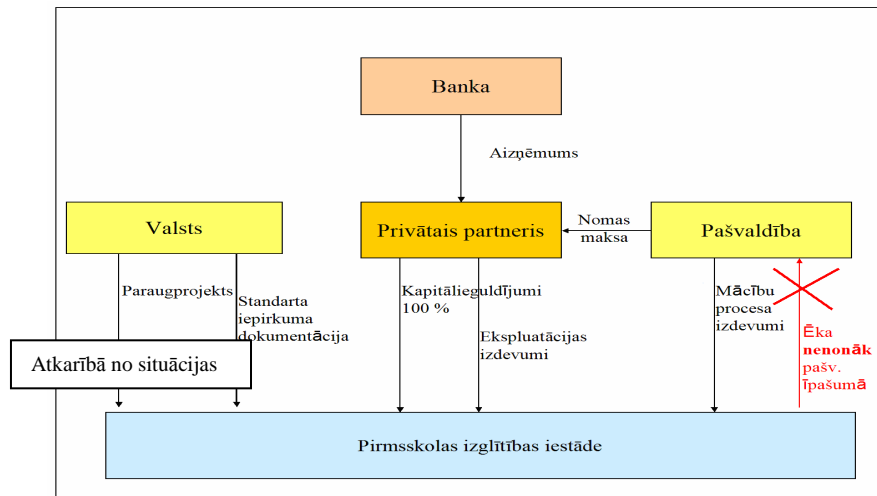 Banka
Aizņēmums
Valsts
Privātais partneris
Nomas
maksa
Pašvaldība
Paraugprojekts
Standarta
iepirkuma
dokumentācija
Kapitālieguldījumi
100 %
Ekspluatācijas
izdevumi
Mācību
procesa
izdevumi
Ēka
nenonāk
pašv.
īpašumā
Atkarībā no situācijas
Pirmsskolas izglītības iestāde